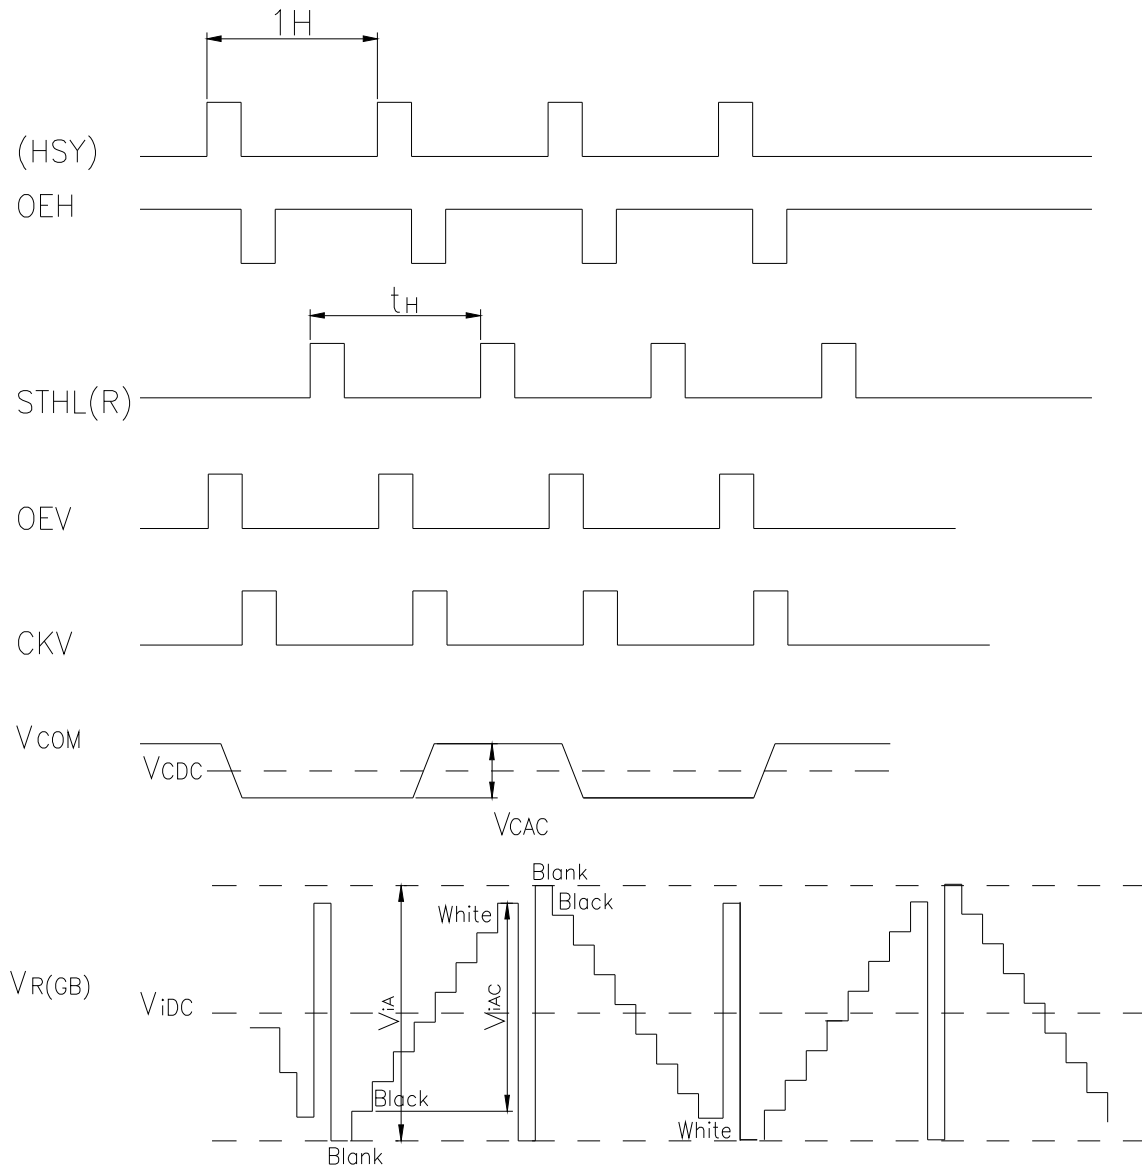 1H
(HSY)
OEH
tH
STHL(R)
OEV
CKV
VCOM
VCDC
VCAC
Blank
Black
White
VR(GB)
ViDC
ViA
ViAC
Black
White
Blank